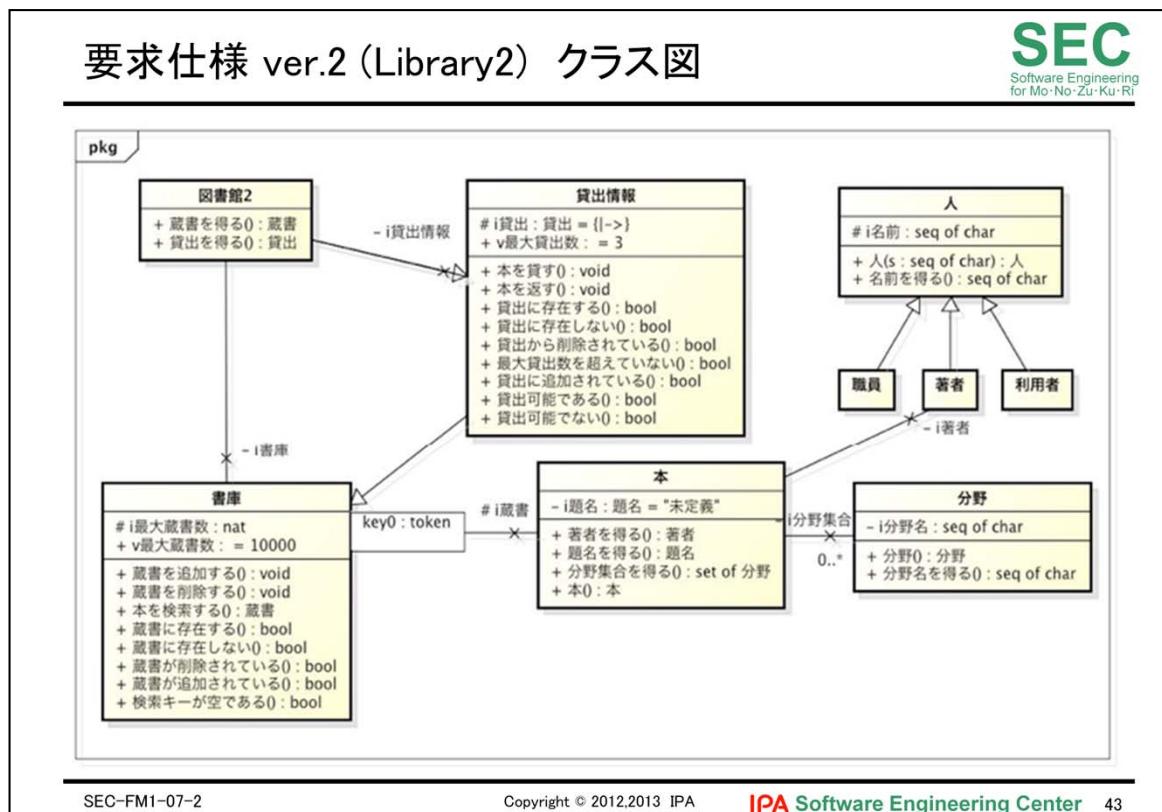 要求仕様 ver.2 (Library2) クラス図
SEC
Software Engineering
for Mo·No·Zu·Ku·Ri
pkg
図書館2
+ 蔵書を得る() : 蔵書
+ 貸出を得る() : 貸出
- i貸出情報
貸出情報
# i貸出 : 貸出 = {|->}
+ v最大貸出数 : = 3
+ 本を貸す() : void
+ 本を返す() : void
+ 貸出に存在する() : bool
+ 貸出に存在しない() : bool
+ 貸出から削除されている() : bool
+ 最大貸出数を超えていない() : bool
+ 貸出に追加されている() : bool
+ 貸出可能である() : bool
+ 貸出可能でない() : bool
人
# i名前 : seq of char
+ 人(s : seq of char) : 人
+ 名前を得る() : seq of char
職員
著者
利用者
- i著者
- i書庫
書庫
# i最大蔵書数 : nat
+ v最大蔵書数 : = 10000
+ 蔵書を追加する() : void
+ 蔵書を削除する() : void
+ 本を検索する() : 蔵書
+ 蔵書に存在する() : bool
+ 蔵書に存在しない() : bool
+ 蔵書が削除されている() : bool
+ 蔵書が追加されている() : bool
+ 検索キーが空である() : bool
key0 : token
# i蔵書
本
- i題名 : 題名 = "未定義"
+ 著者を得る() : 著者
+ 題名を得る() : 題名
+ 分野集合を得る() : set of 分野
+ 本() : 本
- i分野集合
0..*
分野
- i分野名 : seq of char
+ 分野() : 分野
+ 分野名を得る() : seq of char
SEC-FM1-07-2
Copyright © 2012,2013 IPA
IPA Software Engineering Center
43